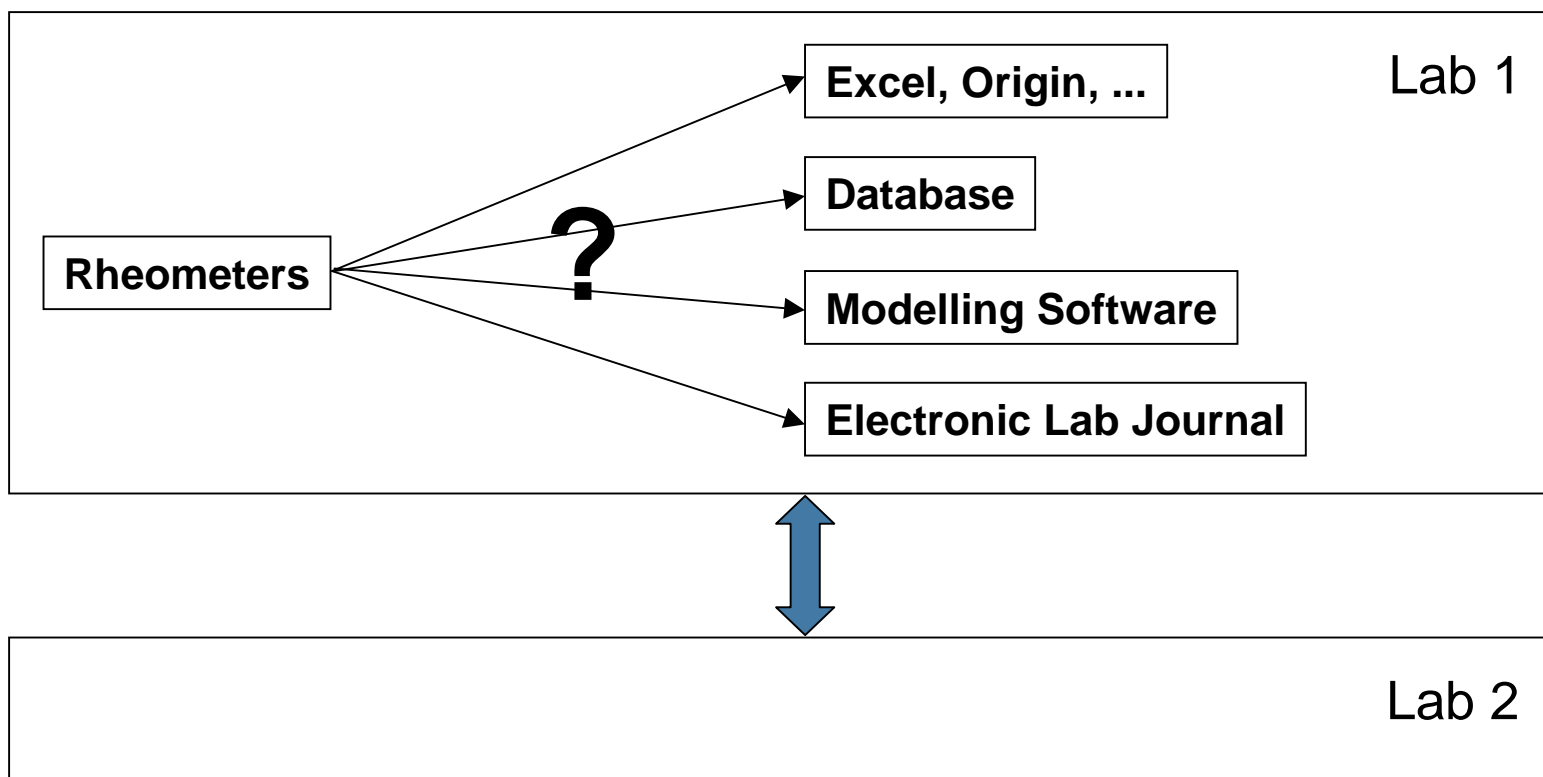 Lab 1
Excel, Origin, ...
Database
?
Rheometers
Modelling Software
Electronic Lab Journal
Lab 2